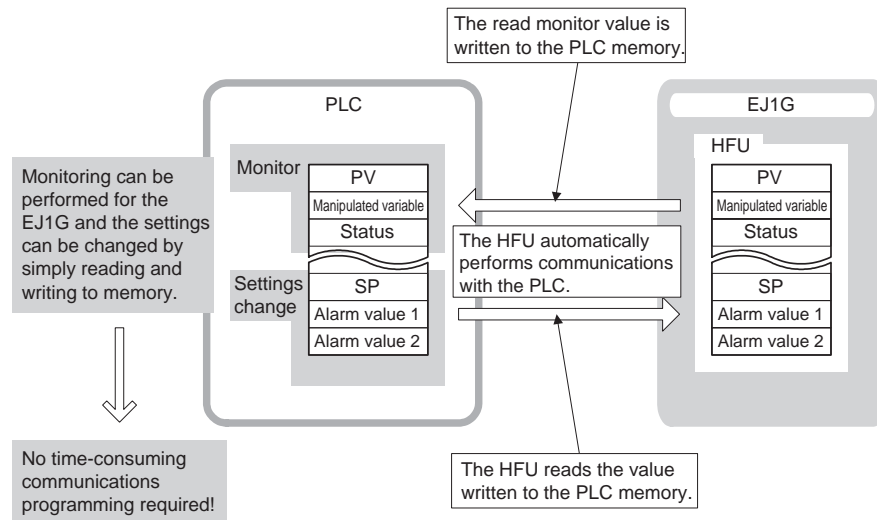 The read monitor value is
written to the PLC memory.
PLC
EJ1G
HFU
Monitoring can be
performed for the
EJ1G and the settings
can be changed by
simply reading and
writing to memory.
Monitor
PV
Manipulated variable
Status
Settings
change
SP
Alarm value 1
Alarm value 2
The HFU automatically
performs communications
with the PLC.
PV
Manipulated variable
Status
SP
Alarm value 1
Alarm value 2
No time-consuming
communications
programming required!
The HFU reads the value
written to the PLC memory.